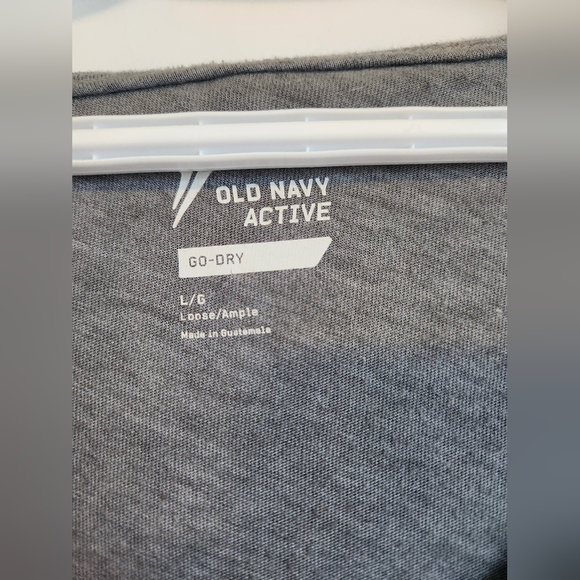 OLD NAVY
ACTIVE
GO-DRY
L/G
Loose/Ample
Made in Guatemala